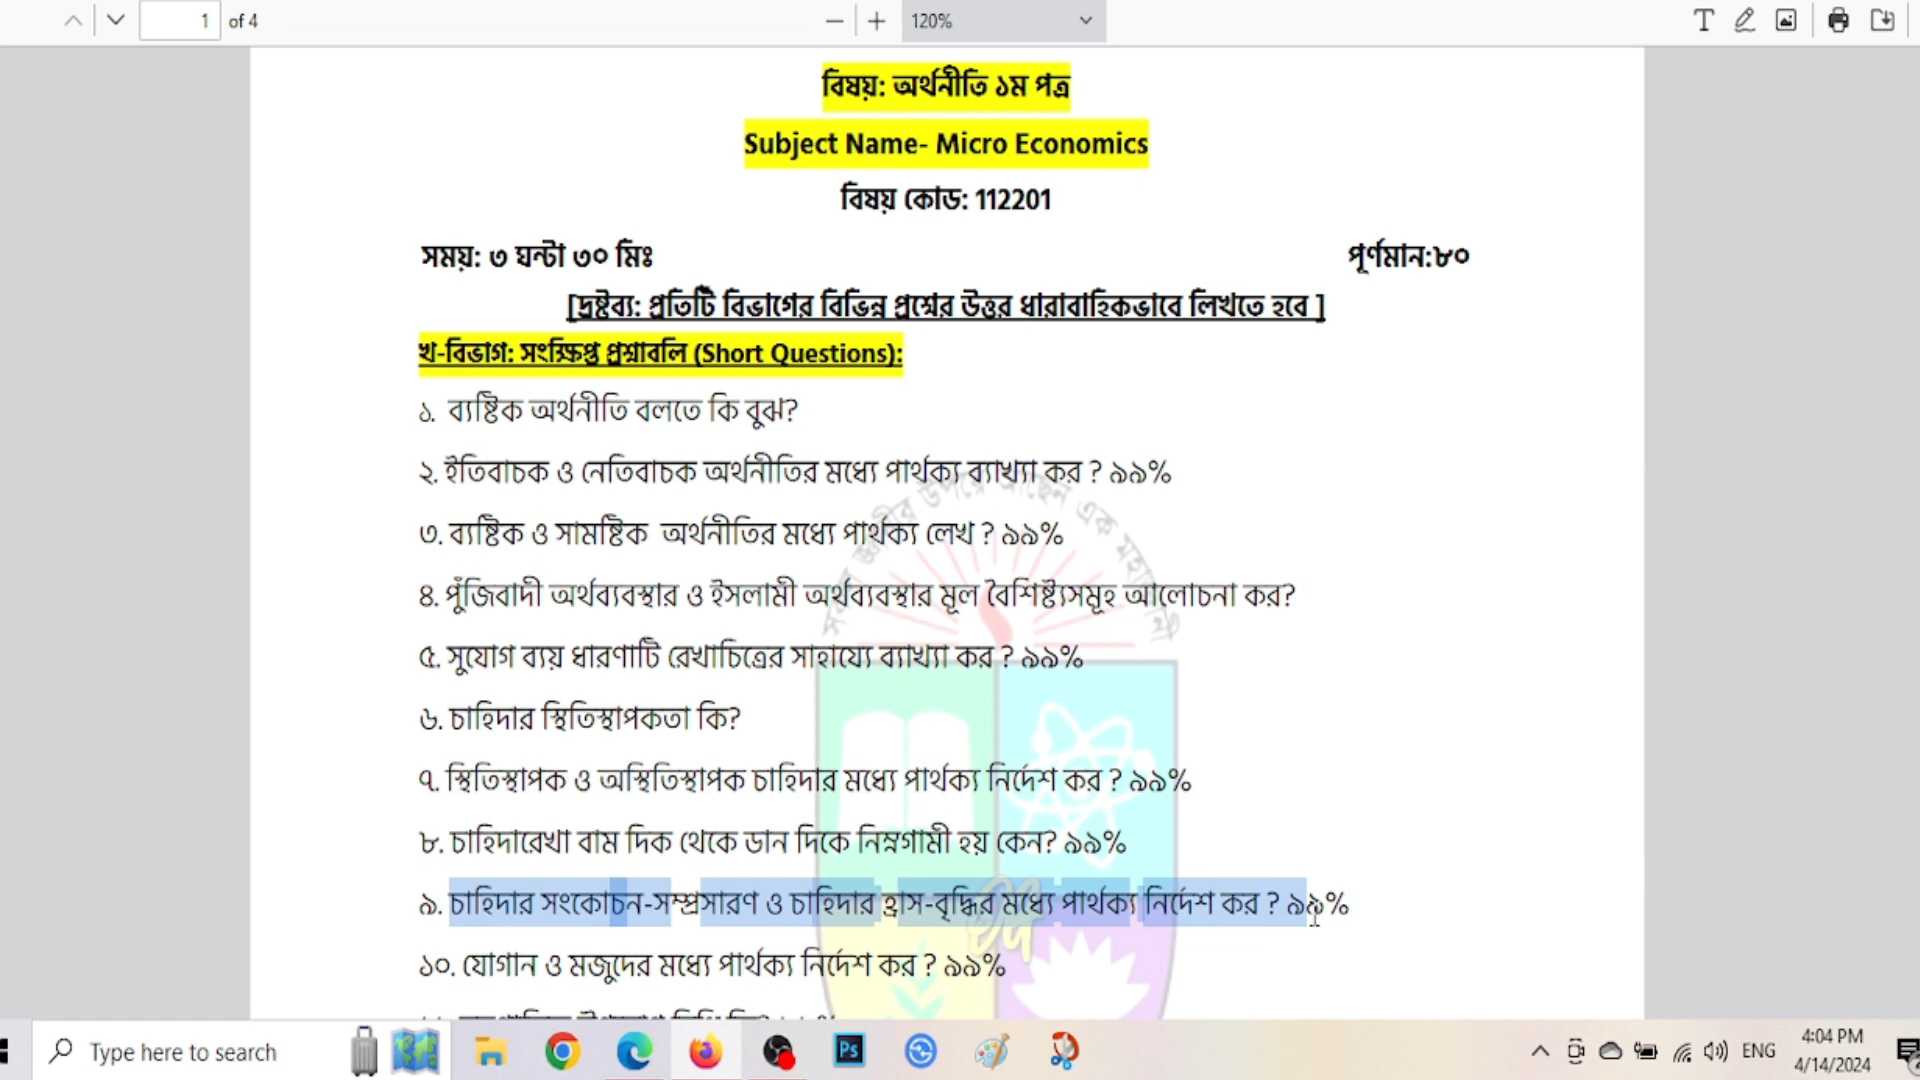 1 of 4
120%
বিষয়: অর্থনীতি ১ম পত্র
Subject Name- Micro Economics
বিষয় কোড: 112201
সময়: ৩ ঘন্টা ৩০ মিঃ
পূর্ণমান:৮০
[দ্রষ্টব্য: প্রতিটি বিভাগের বিভিন্ন প্রশ্নের উত্তর ধারাবাহিকভাবে লিখতে হবে ]
খ-বিভাগ: সংক্ষিপ্ত প্রশ্নাবলি (Short Questions):
১. ব্যষ্টিক অর্থনীতি বলতে কি বুঝ?
২. ইতিবাচক ও নেতিবাচক অর্থনীতির মধ্যে পার্থক্য ব্যাখ্যা কর ? ৯৯%
৩. ব্যষ্টিক ও সামষ্টিক অর্থনীতির মধ্যে পার্থক্য লেখ ? ৯৯%
৪. পুঁজিবাদী অর্থব্যবস্থার ও ইসলামী অর্থব্যবস্থার মূল বৈশিষ্ট্যসমূহ আলোচনা কর?
৫. সুযোগ ব্যয় ধারণাটি রেখাচিত্রের সাহায্যে ব্যাখ্যা কর ? ৯৯%
৬. চাহিদার স্থিতিস্থাপকতা কি?
৭. স্থিতিস্থাপক ও অস্থিতিস্থাপক চাহিদার মধ্যে পার্থক্য নির্দেশ কর ? ৯৯%
৮. চাহিদারেখা বাম দিক থেকে ডান দিকে নিম্নগামী হয় কেন? ৯৯%
৯. চাহিদার সংকোচন-সম্প্রসারণ ও চাহিদার হ্রাস-বৃদ্ধির মধ্যে পার্থক্য নির্দেশ কর ? ৯৯%
১০. যোগান ও মজুদের মধ্যে পার্থক্য নির্দেশ কর ? ৯৯%
Type here to search
Ps
ENG
4:04 PM
4/14/2024